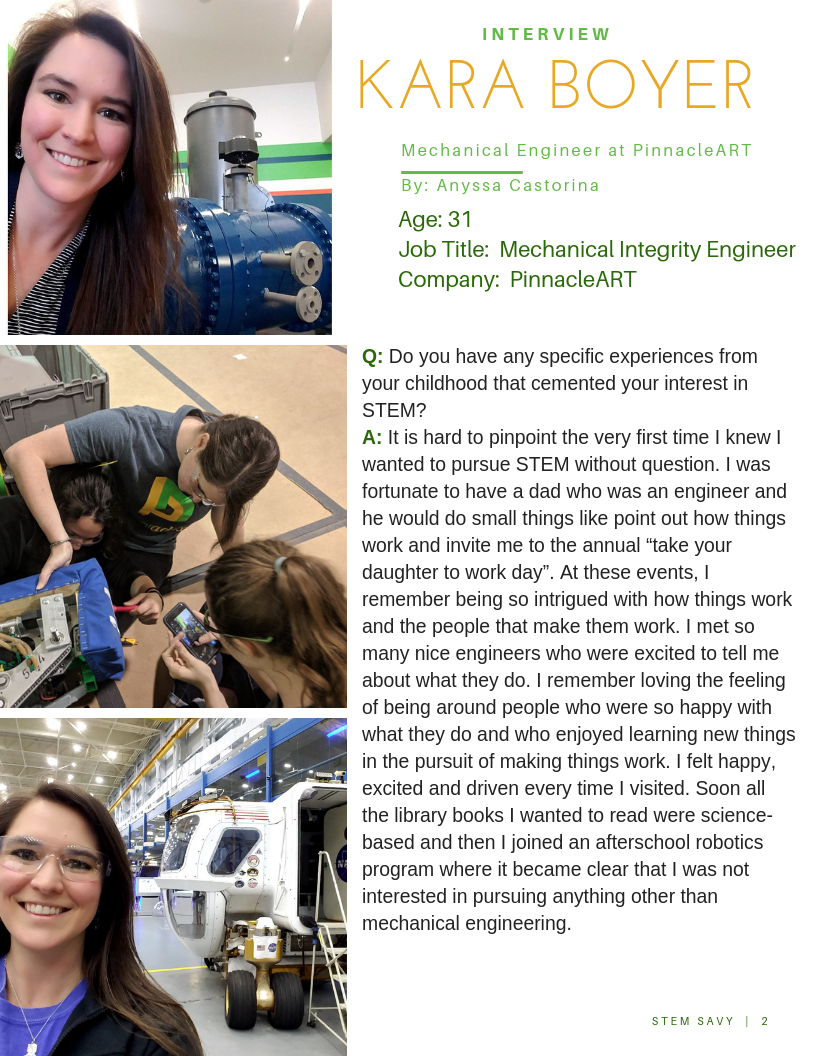 INTERVIEW
KARA BOYER
Mechanical Engineer at PinnacleART
By: Anyssa Castorina
Age: 31
Job Title: Mechanical Integrity Engineer
Company: PinnacleART
Q: Do you have any specific experiences from
your childhood that cemented your interest in
STEM?
A: It is hard to pinpoint the very first time I knew I
wanted to pursue STEM without question. I was
fortunate to have a dad who was an engineer and
he would do small things like point out how things
work and invite me to the annual “take your
daughter to work day”. At these events, I
remember being so intrigued with how things work
and the people that make them work. I met so
many nice engineers who were excited to tell me
about what they do. I remember loving the feeling
of being around people who were so happy with
what they do and who enjoyed learning new things
in the pursuit of making things work. I felt happy,
excited and driven every time I visited. Soon all
the library books I wanted to read were science-
based and then I joined an afterschool robotics
program where it became clear that I was not
interested in pursuing anything other than
mechanical engineering.
STEM SAVY | 2